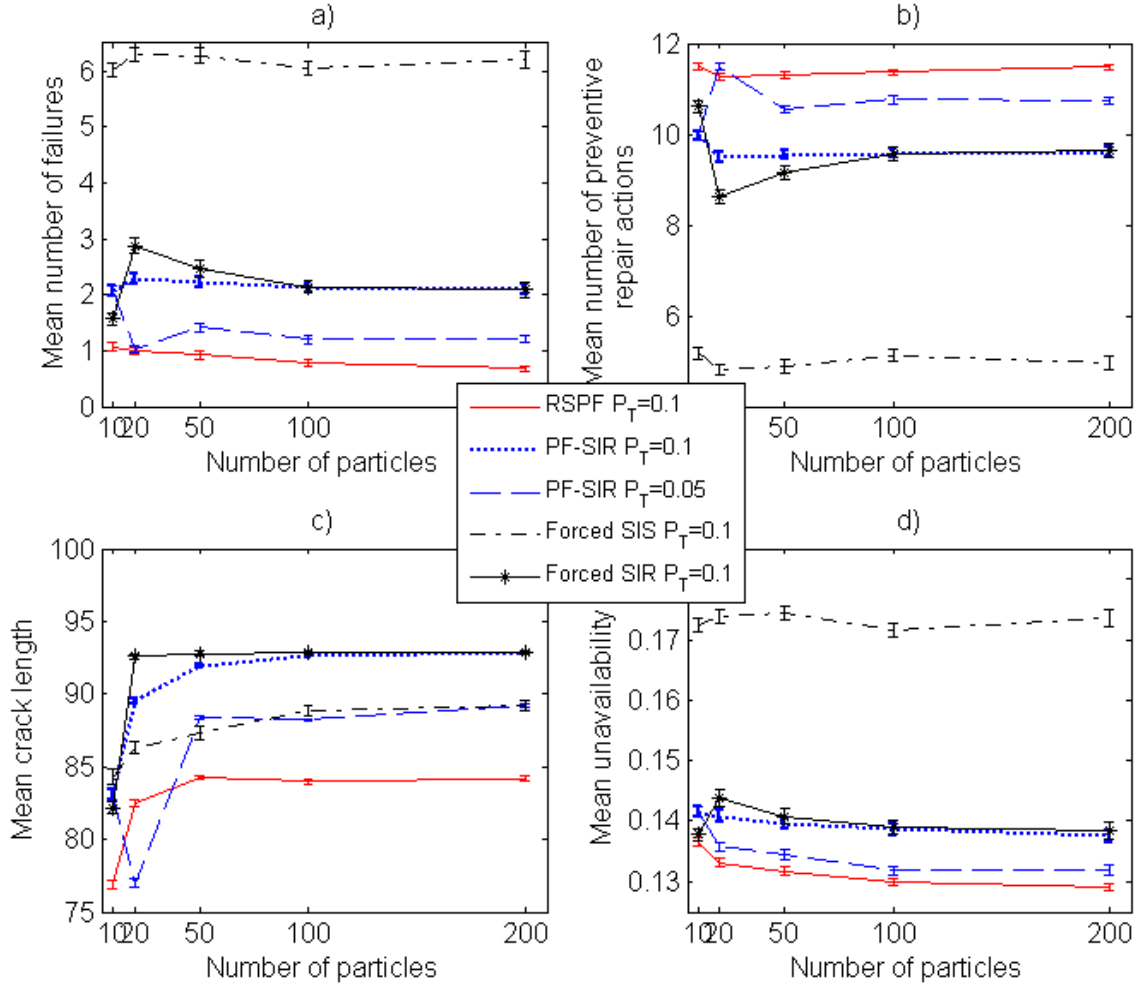 a)
Mean number of failures
7
6
5
4
3
2
1
0
10 20 50 100 200
Number of particles
b)
Mean number of preventive
repair actions
12
10
8
6
10 20 50 100 200
Number of particles
RSPF P_T=0.1
PF-SIR P_T=0.1
PF-SIR P_T=0.05
Forced SIS P_T=0.1
Forced SIR P_T=0.1
c)
Mean crack length
100
95
90
85
80
75
10 20 50 100 200
Number of particles
d)
Mean unavailability
0.17
0.16
0.15
0.14
0.13
10 20 50 100 200
Number of particles